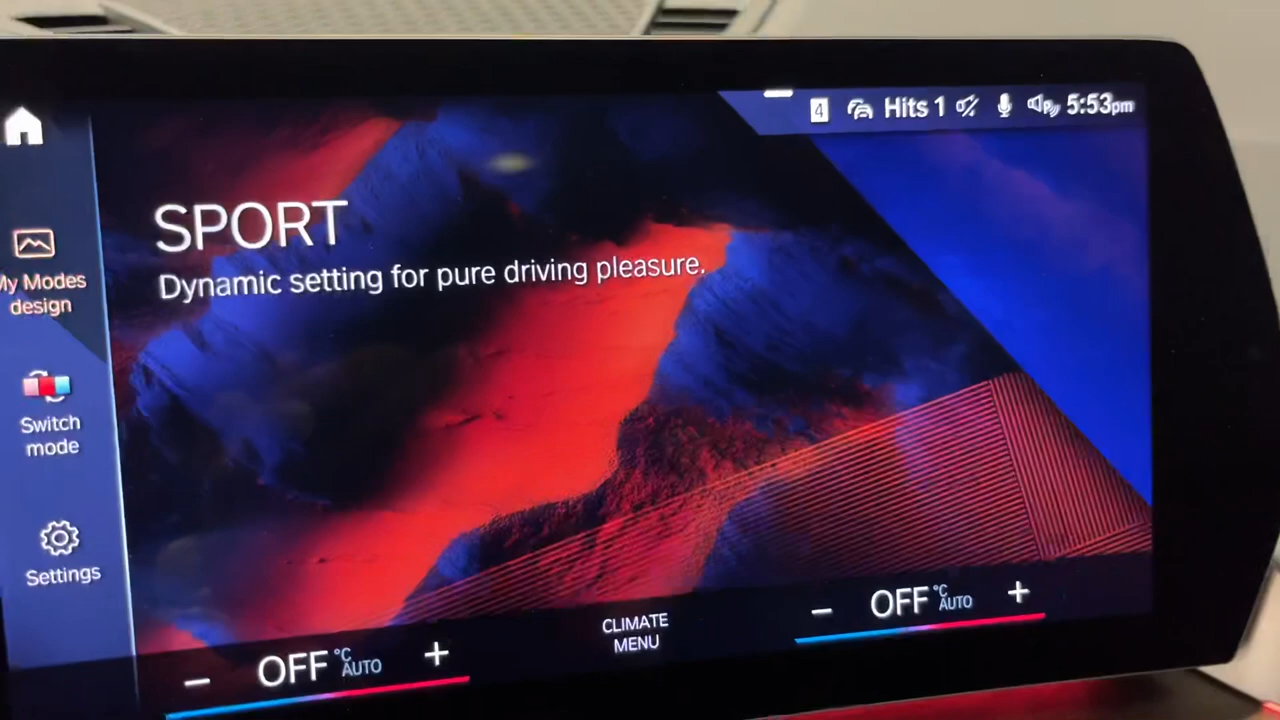 4 Hits 1 P 5:53pm
SPORT
Dynamic setting for pure driving pleasure.
My Modes
design
Switch
mode
Settings
OFF °C AUTO
CLIMATE
MENU
OFF °C AUTO